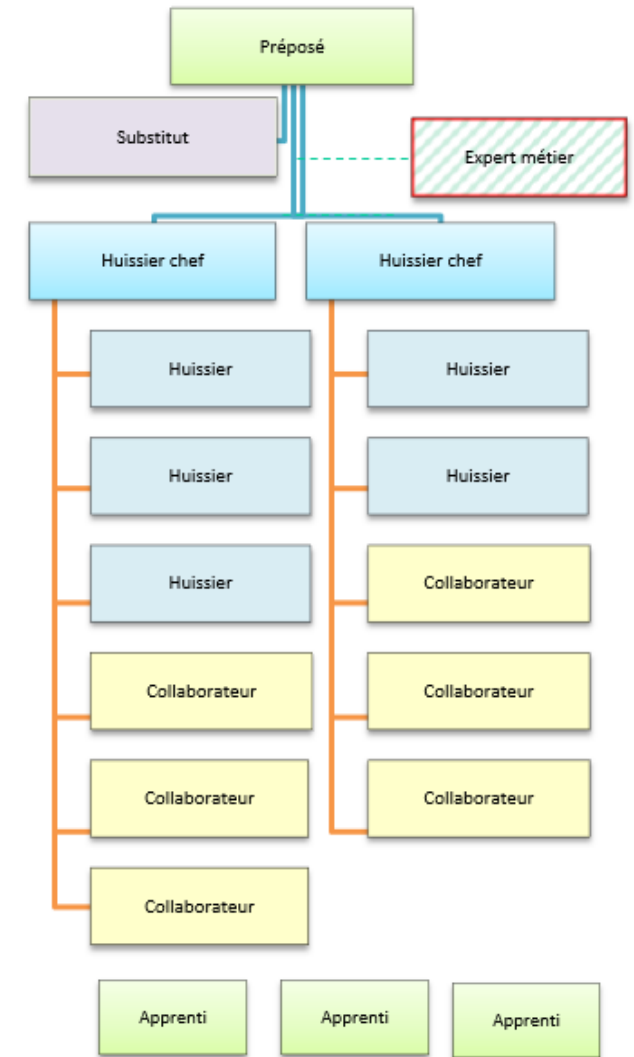 Préposé
Substitut
Expert métier
Huissier chef
Huissier chef
Huissier
Huissier
Huissier
Collaborateur
Collaborateur
Collaborateur
Huissier
Huissier
Collaborateur
Collaborateur
Collaborateur
Apprenti
Apprenti
Apprenti